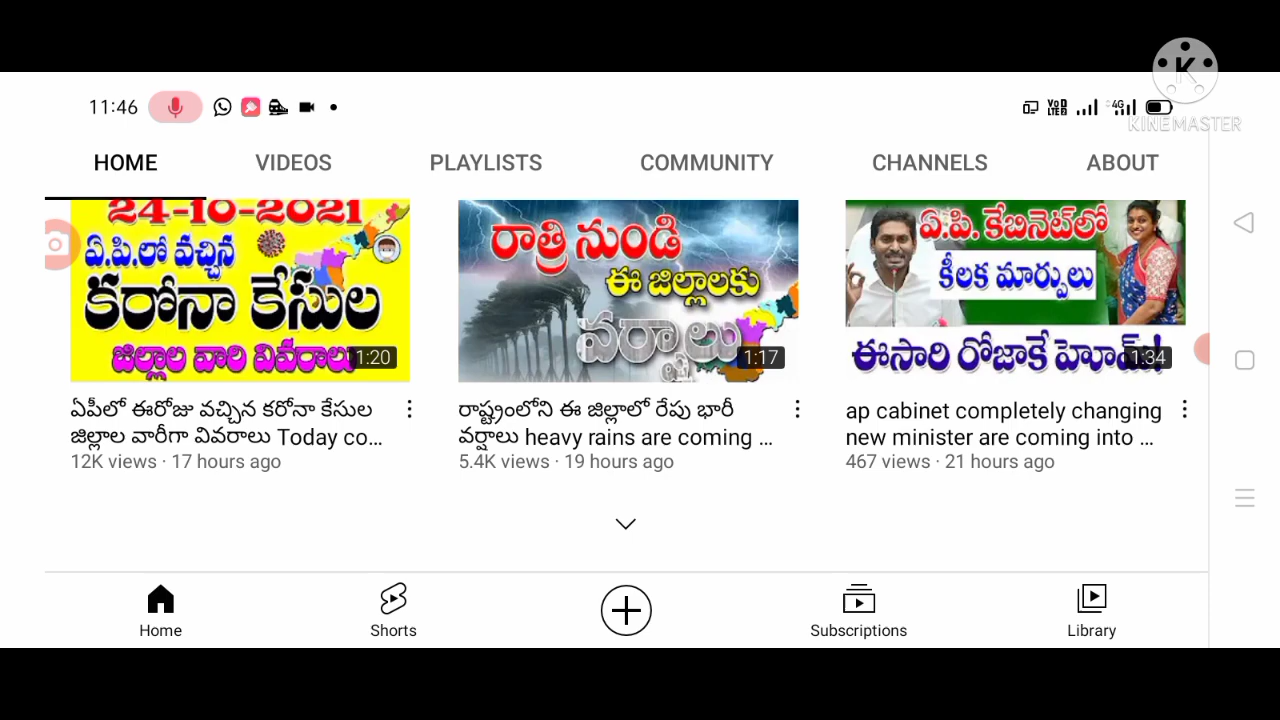 KINEMASTER
11:46
VoD LTE2 4G
HOME VIDEOS PLAYLISTS COMMUNITY CHANNELS ABOUT
24-10-2021
ఏ.పి.లో వచ్చిన
కరోనా కేసుల
జిల్లాల వారి వివరాలు
1:20
రాత్రి నుండి
ఈ జిల్లాలకు
వర్షాలు
1:17
ఏ.పి. కేబినెట్‌లో
కీలక మార్పులు
ఈసారి రోజాకే హోమ్!
1:34
ఏపీలో ఈరోజు వచ్చిన కరోనా కేసుల
జిల్లాల వారీగా వివరాలు Today co...
12K views · 17 hours ago
రాష్ట్రంలోని ఈ జిల్లాలో రేపు భారీ
వర్షాలు heavy rains are coming ...
5.4K views · 19 hours ago
ap cabinet completely changing
new minister are coming into ...
467 views · 21 hours ago
Home Shorts Subscriptions Library